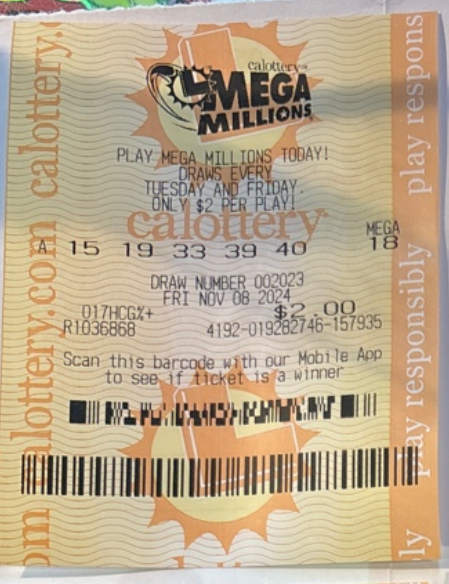 calottery.com calottery.c
play responsibly play respons
calottery
MEGA
MILLIONS
PLAY MEGA MILLIONS TODAY!
DRAWS EVERY
TUESDAY AND FRIDAY.
ONLY $2 PER PLAY!
calottery
MEGA
A 15 19 33 39 40 18
DRAW NUMBER 002023
FRI NOV 08 2024
017HCG%+ $2.00
R1036868 4192-019282746-157935
Scan this barcode with our Mobile App
to see if ticket is a winner